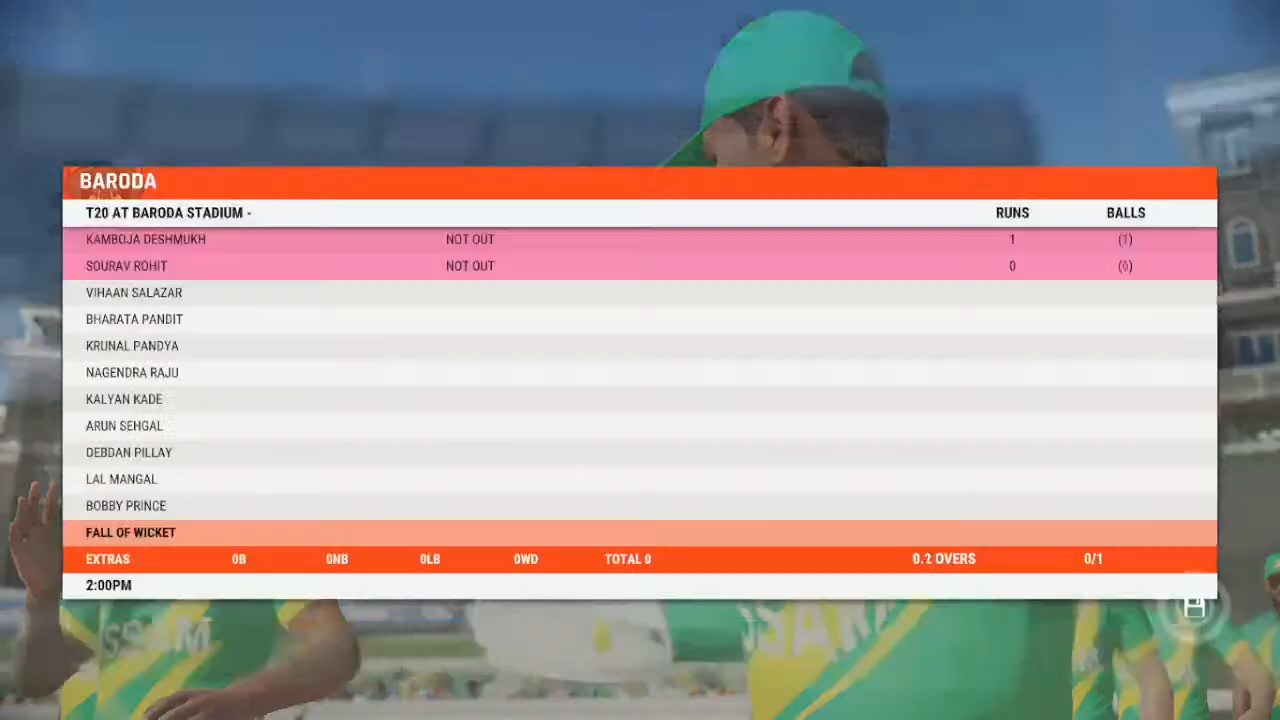 BARODA
T20 AT BARODA STADIUM - RUNS BALLS
KAMBOJA DESHMUKH NOT OUT 1 (1)
SOURAV ROHIT NOT OUT 0 (0)
VIHAAN SALAZAR
BHARATA PANDIT
KRUNAL PANDYA
NAGENDRA RAJU
KALYAN KADE
ARUN SEHGAL
DEBDAN PILLAY
LAL MANGAL
BOBBY PRINCE
FALL OF WICKET
EXTRAS 0B 0NB 0LB 0WD TOTAL 0 0.2 OVERS 0/1
2:00PM
SSAM
SSAM